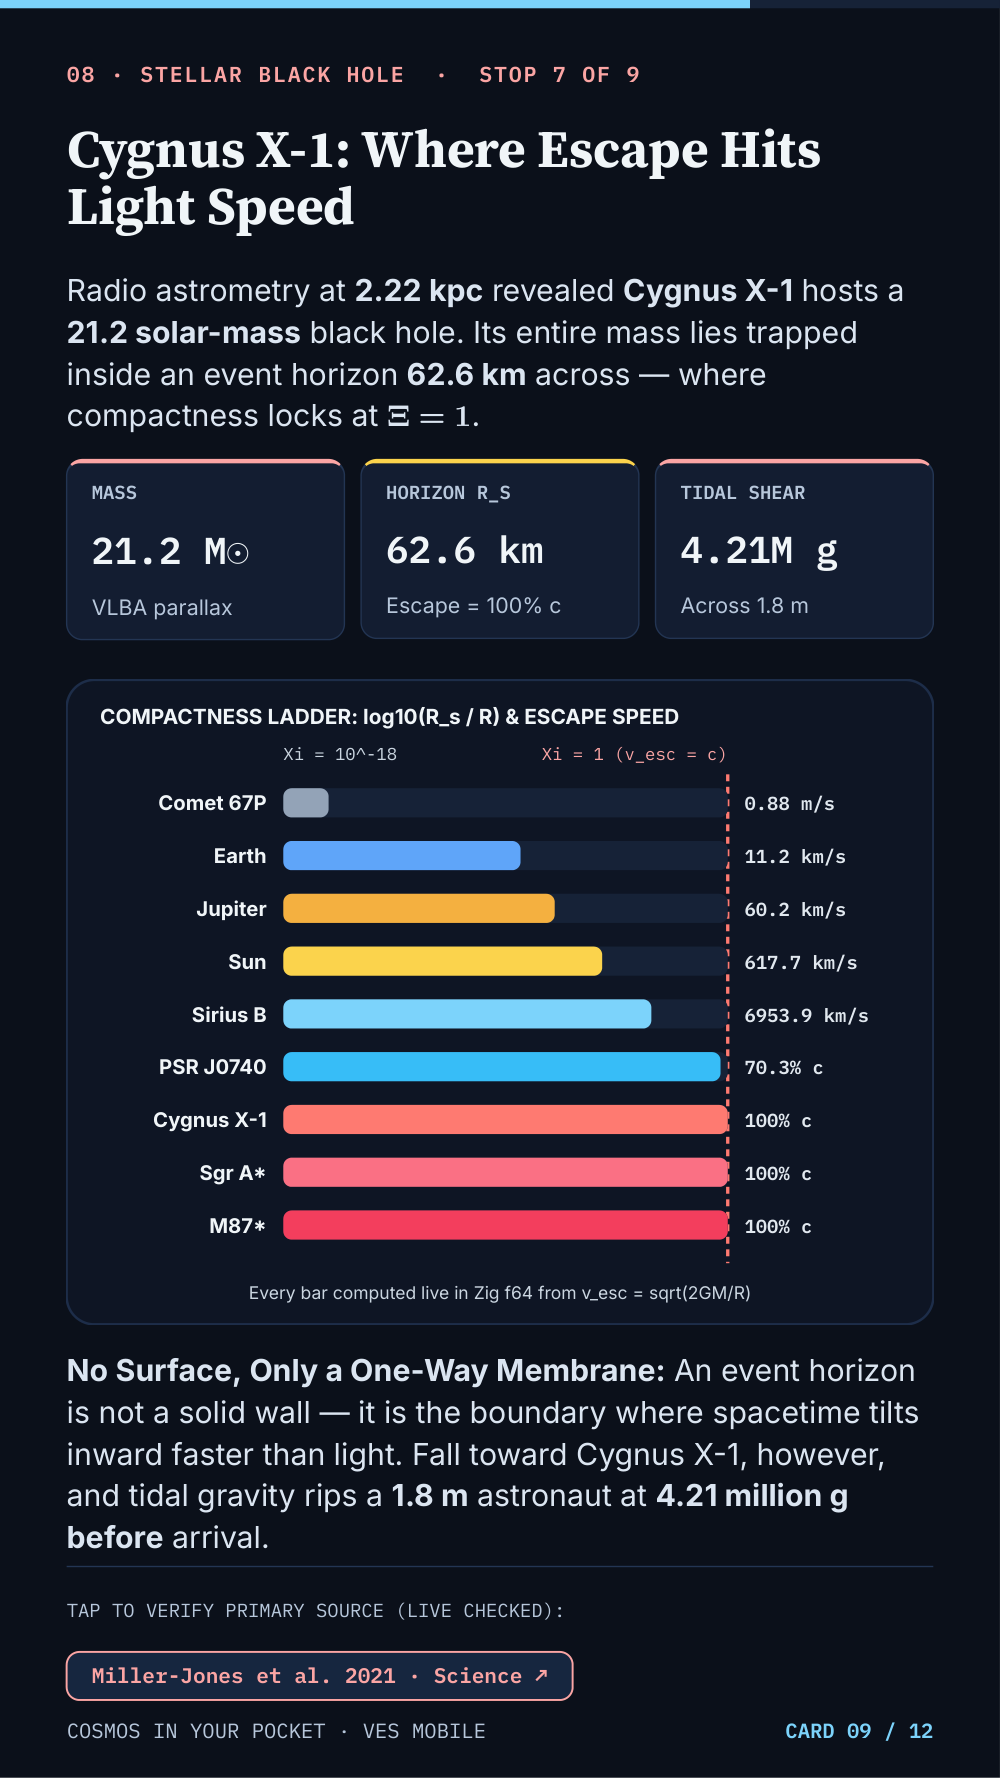 08 · STELLAR BLACK HOLE · STOP 7 OF 9
Cygnus X-1: Where Escape Hits
Light Speed
Radio astrometry at 2.22 kpc revealed Cygnus X-1 hosts a
21.2 solar-mass black hole. Its entire mass lies trapped
inside an event horizon 62.6 km across — where
compactness locks at Ξ = 1.
MASS
21.2 M☉
VLBA parallax
HORIZON R_S
62.6 km
Escape = 100% c
TIDAL SHEAR
4.21M g
Across 1.8 m
COMPACTNESS LADDER: log10(R_s / R) & ESCAPE SPEED
Xi = 10^-18 Xi = 1 (v_esc = c)
Comet 67P 0.88 m/s
Earth 11.2 km/s
Jupiter 60.2 km/s
Sun 617.7 km/s
Sirius B 6953.9 km/s
PSR J0740 70.3% c
Cygnus X-1 100% c
Sgr A* 100% c
M87* 100% c
Every bar computed live in Zig f64 from v_esc = sqrt(2GM/R)
No Surface, Only a One-Way Membrane: An event horizon
is not a solid wall — it is the boundary where spacetime tilts
inward faster than light. Fall toward Cygnus X-1, however,
and tidal gravity rips a 1.8 m astronaut at 4.21 million g
before arrival.
TAP TO VERIFY PRIMARY SOURCE (LIVE CHECKED):
Miller-Jones et al. 2021 · Science ↗
COSMOS IN YOUR POCKET · VES MOBILE CARD 09 / 12